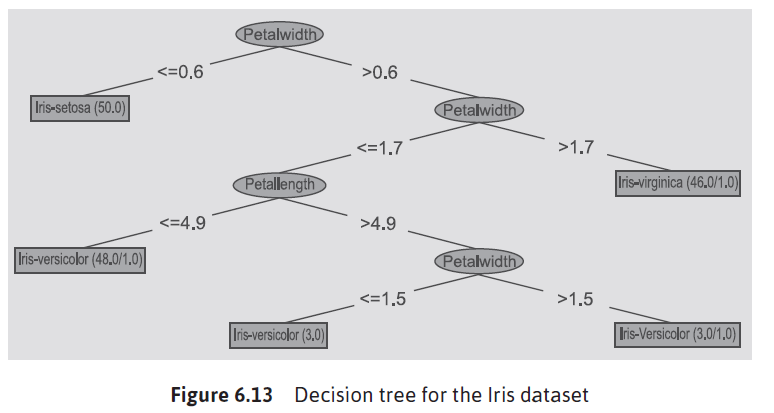 Petalwidth
<=0.6
>0.6
Iris-setosa (50.0)
Petalwidth
<=1.7
>1.7
Petallength
Iris-virginica (46.0/1.0)
<=4.9
>4.9
Iris-versicolor (48.0/1.0)
Petalwidth
<=1.5
>1.5
Iris-versicolor (3.0)
Iris-Versicolor (3.0/1.0)
Figure 6.13 Decision tree for the Iris dataset